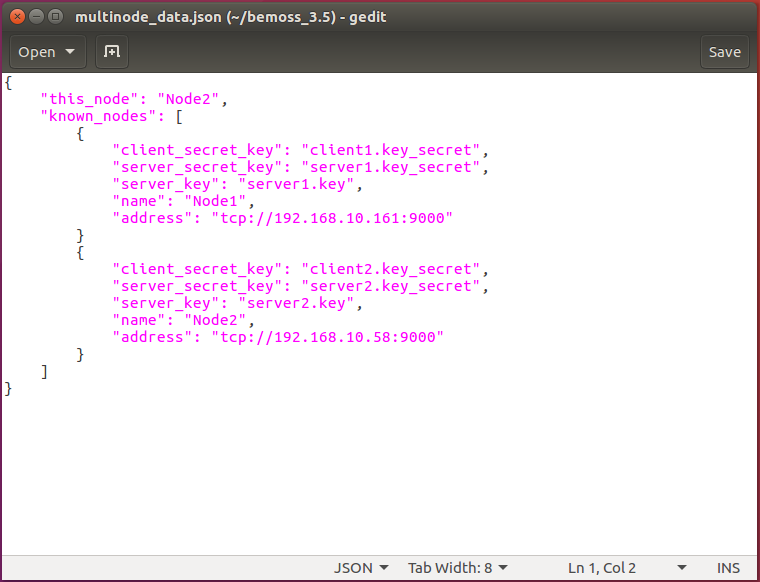 multinode_data.json (~/bemoss_3.5) - gedit
Open
Save
{
    "this_node": "Node2",
    "known_nodes": [
        {
            "client_secret_key": "client1.key_secret",
            "server_secret_key": "server1.key_secret",
            "server_key": "server1.key",
            "name": "Node1",
            "address": "tcp://192.168.10.161:9000"
        }
        {
            "client_secret_key": "client2.key_secret",
            "server_secret_key": "server2.key_secret",
            "server_key": "server2.key",
            "name": "Node2",
            "address": "tcp://192.168.10.58:9000"
        }
    ]
}
JSON Tab Width: 8 Ln 1, Col 2 INS